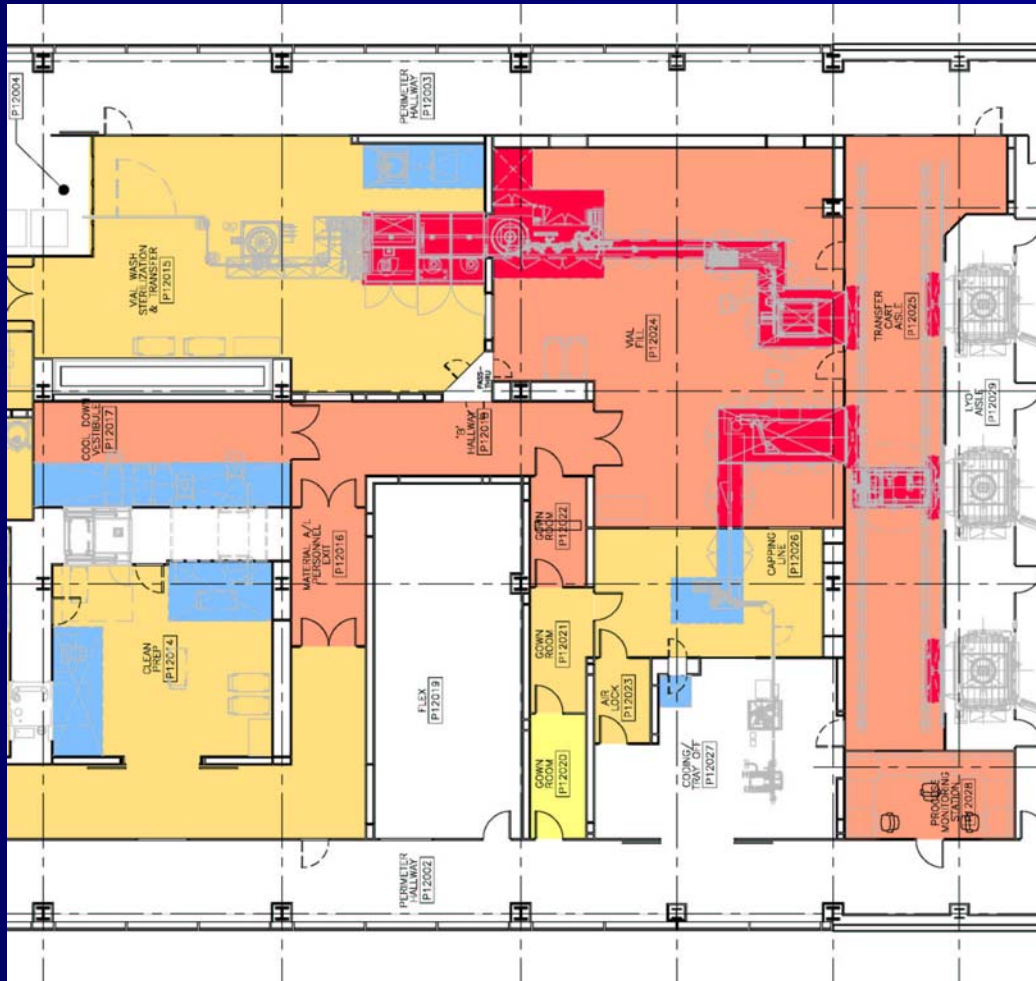 P12004
PERIMETER
HALLWAY
P12003
VIAL WASH
STERILIZATION
& TRANSFER
P12015
VIAL
FILL
P12024
TRANSFER
CART
AISLE
P12025
LYO
AISLE
P12029
PASS-
THRU
COOL DOWN
VESTIBULE
P12017
"B"
HALLWAY
P12018
MATERIAL A/L
PERSONNEL
EXIT
P12016
GOWN
ROOM
P12022
CAPPING
LINE
P12026
CLEAN
PREP
P12014
FLEX
P12019
GOWN
ROOM
P12021
AIR
LOCK
P12023
GOWN
ROOM
P12020
CODING/
TRAY OFF
P12027
MONITORING
STATION
P12028
PERIMETER
HALLWAY
P12002